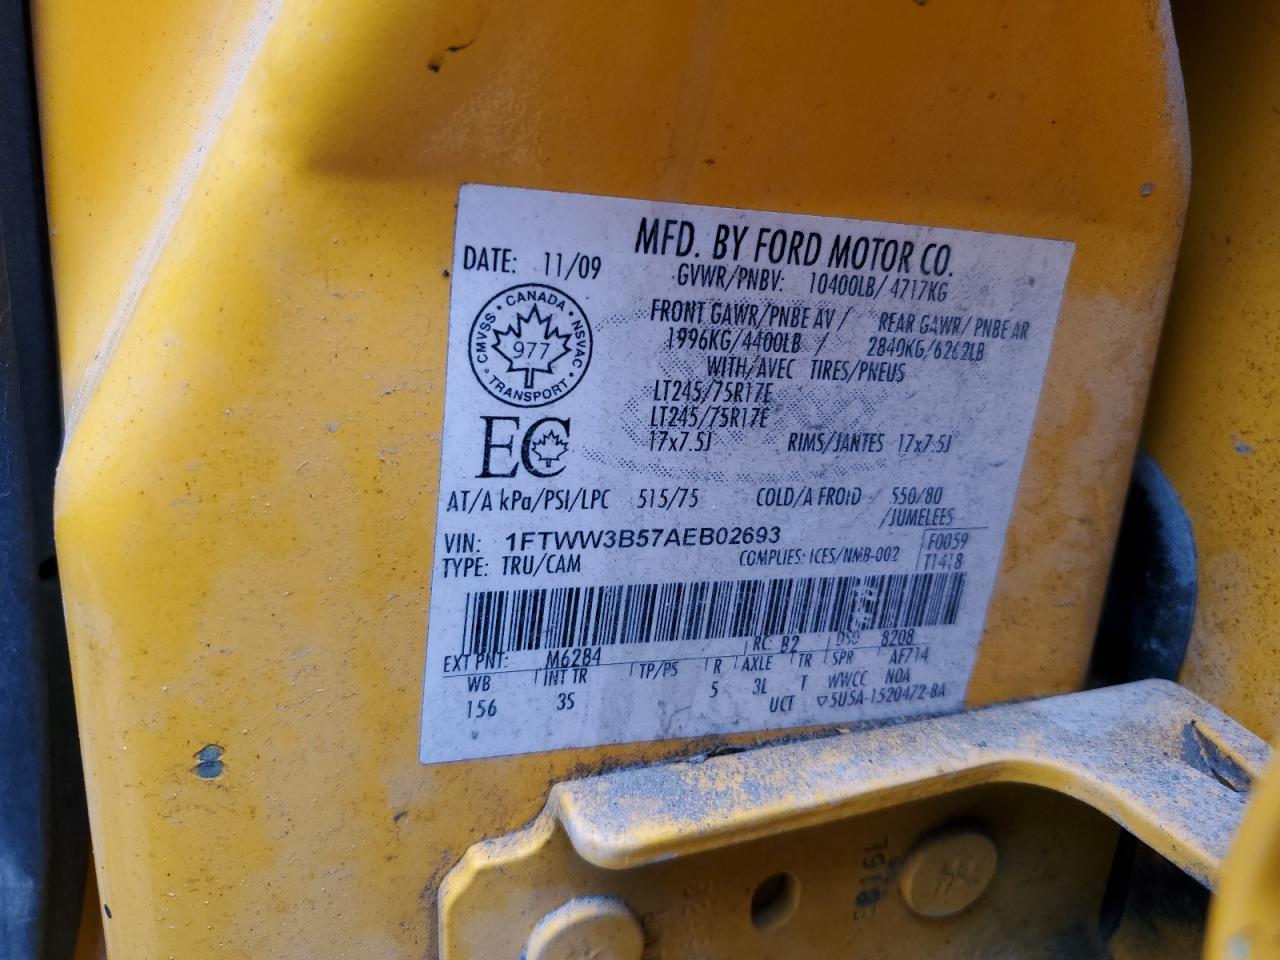 MFD. BY FORD MOTOR CO.
DATE: 11/09
GVWR/PNBV: 10400LB/4717KG
FRONT GAWR/PNBE AV/ REAR GAWR/PNBE AR
1996KG/4400LB / 2840KG/6262LB
WITH/AVEC TIRES/PNEUS
CANADA
CMVSS NSVAC
977
TRANSPORT
LT245/75R17E
LT245/75R17E
EC
17x7.5J RIMS/JANTES 17x7.5J
AT/A kPa/PSI/LPC 515/75 COLD/A FROID 550/80
/JUMELEES
VIN: 1FTWW3B57AEB02693
F0059
TYPE: TRU/CAM COMPLIES: ICES/NMB-002
T1418
EXT PNT: M6284 RC: B2 DSO 8208
WB INT TR TP/PS R AXLE TR SPR AF714
156 3S 5 3L T WWCC NOA
UCT 5U5A-1520472-BA